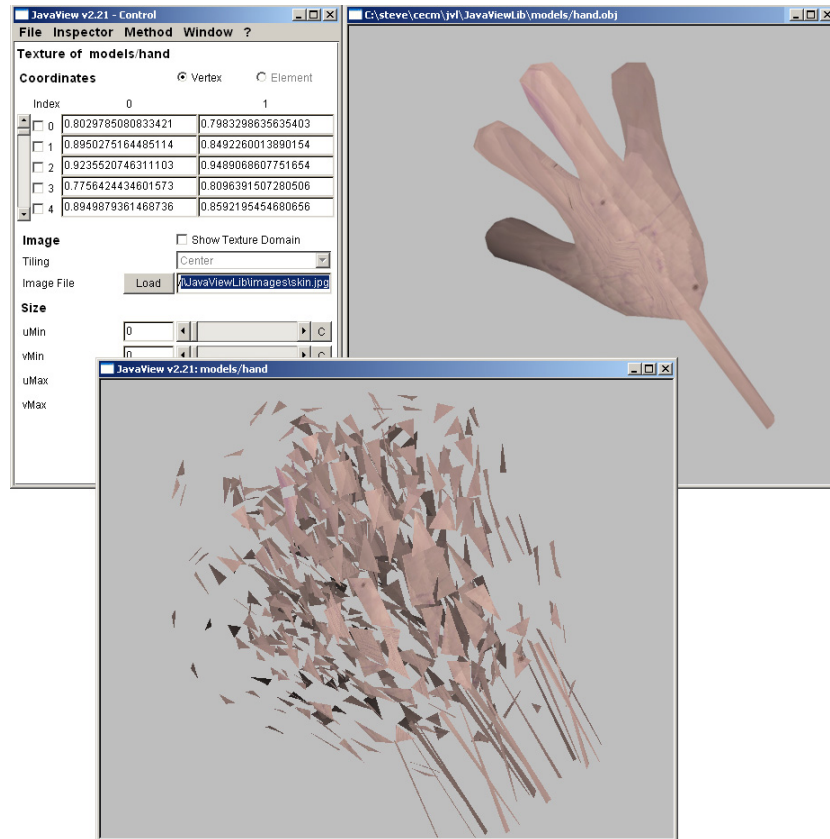 JavaView v2.21 - Control
File Inspector Method Window ?
Texture of models/hand
Coordinates Vertex Element
Index 0 1
0 0.8029785080833421 0.7983298635635403
1 0.8950275164485114 0.8492260013890154
2 0.9235520746311103 0.9489068607751654
3 0.7756424434601573 0.8096391507280506
4 0.8949879361468736 0.8592195454680656
Image Show Texture Domain
Tiling Center
Image File Load /l\JavaViewLib\images\skin.jpg
Size
uMin 0 C
vMin 0 C
uMax
vMax
C:\steve\cecm\jvl\JavaViewLib/models/hand.obj
JavaView v2.21: models/hand